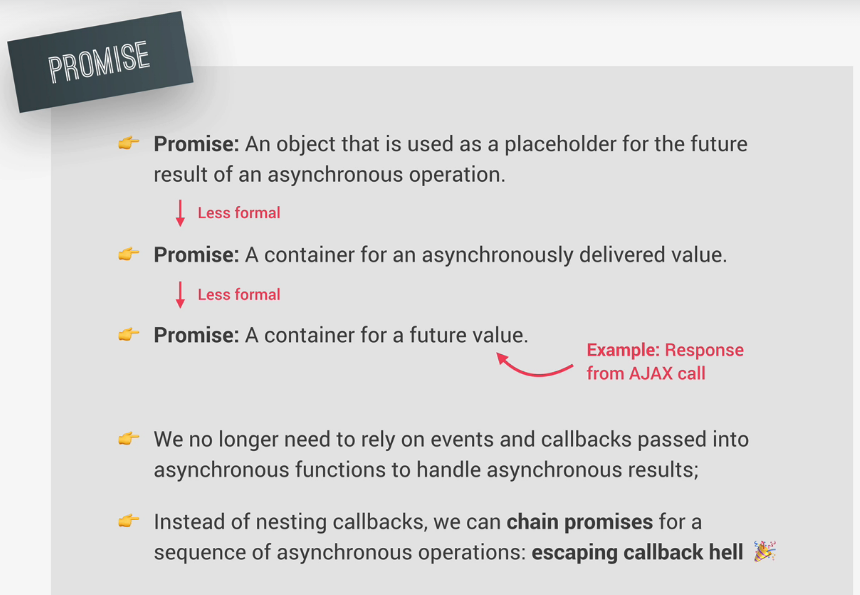 PROMISE
👉 Promise: An object that is used as a placeholder for the future
result of an asynchronous operation.
Less formal
👉 Promise: A container for an asynchronously delivered value.
Less formal
👉 Promise: A container for a future value.
Example: Response
from AJAX call
👉 We no longer need to rely on events and callbacks passed into
asynchronous functions to handle asynchronous results;
👉 Instead of nesting callbacks, we can chain promises for a
sequence of asynchronous operations: escaping callback hell 🎉